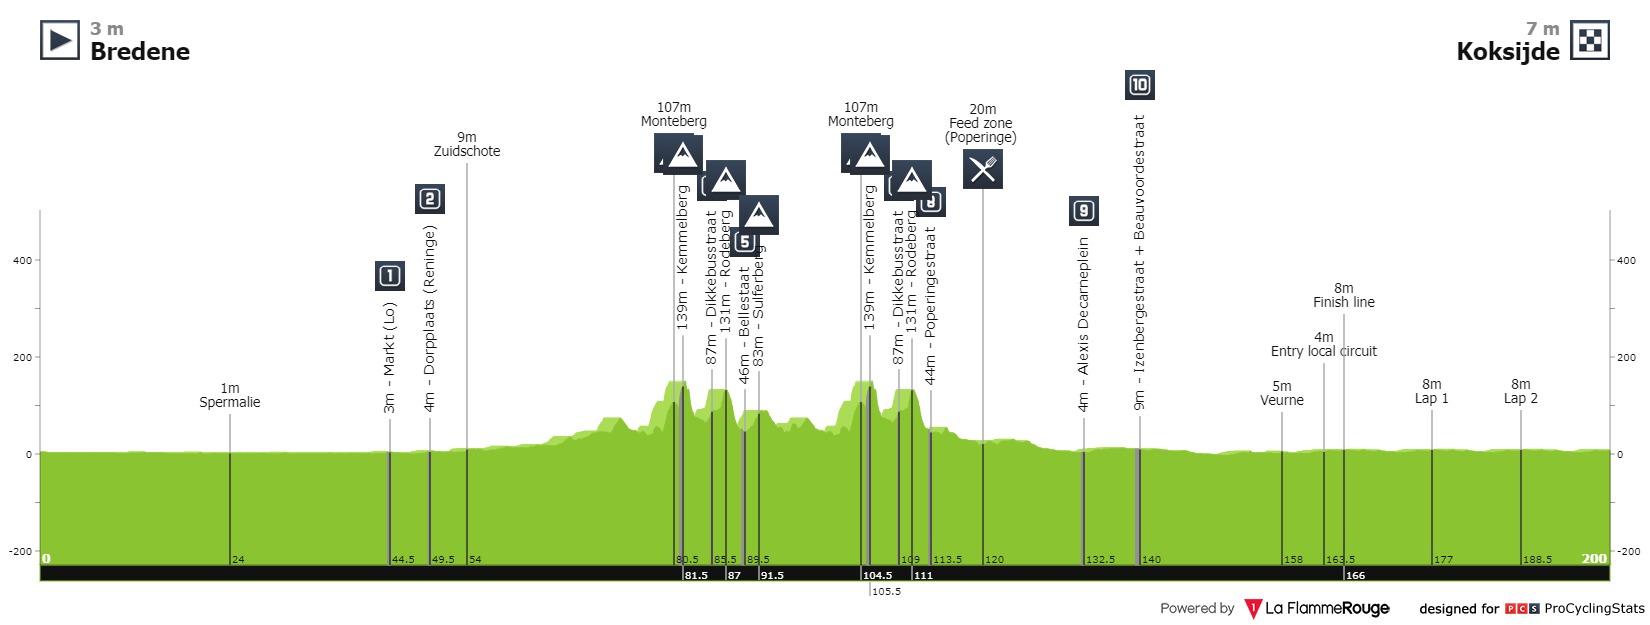 3 m
Bredene
7 m
Koksijde
10
107m
Monteberg
107m
Monteberg
20m
Feed zone
(Poperinge)
9m
Zuidschote
2
1
5
8
9
400
200
0
-200
400
200
0
-200
1m
Spermalie
3m - Markt (Lo)
4m - Dorpplaats (Reninge)
139m - Kemmelberg
87m - Dikkebusstraat
131m - Rodeberg
46m - Bellestaat
83m - Sulferberg
139m - Kemmelberg
87m - Dikkebusstraat
131m - Rodeberg
44m - Poperingestraat
4m - Alexis Decarneplein
9m - Izenbergestraat + Beauvoordestraat
8m
Finish line
4m
Entry local circuit
5m
Veurne
8m
Lap 1
8m
Lap 2
0
24
44.5
49.5
54
80.5
85.5
89.5
109
113.5
120
132.5
140
158
163.5
177
188.5
200
81.5
87
91.5
104.5
111
166
105.5
Powered by
1
La FlammeRouge
designed for
PCS
ProCyclingStats